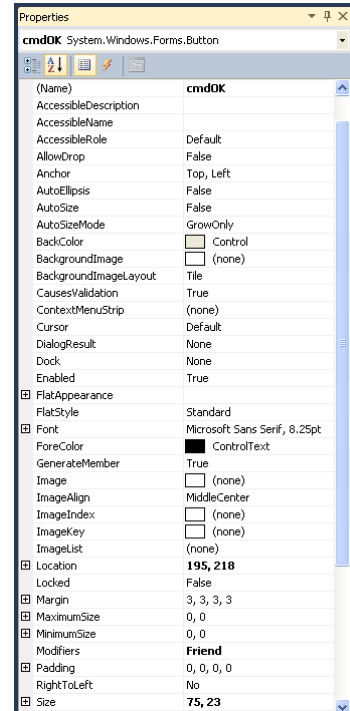 Properties
cmdOK System.Windows.Forms.Button
(Name) cmdOK
AccessibleDescription
AccessibleName
AccessibleRole Default
AllowDrop False
Anchor Top, Left
AutoEllipsis False
AutoSize False
AutoSizeMode GrowOnly
BackColor Control
BackgroundImage (none)
BackgroundImageLayout Tile
CausesValidation True
ContextMenuStrip (none)
Cursor Default
DialogResult None
Dock None
Enabled True
FlatAppearance
FlatStyle Standard
Font Microsoft Sans Serif, 8.25pt
ForeColor ControlText
GenerateMember True
Image (none)
ImageAlign MiddleCenter
ImageIndex (none)
ImageKey (none)
ImageList (none)
Location 195, 218
Locked False
Margin 3, 3, 3, 3
MaximumSize 0, 0
MinimumSize 0, 0
Modifiers Friend
Padding 0, 0, 0, 0
RightToLeft No
Size 75, 23